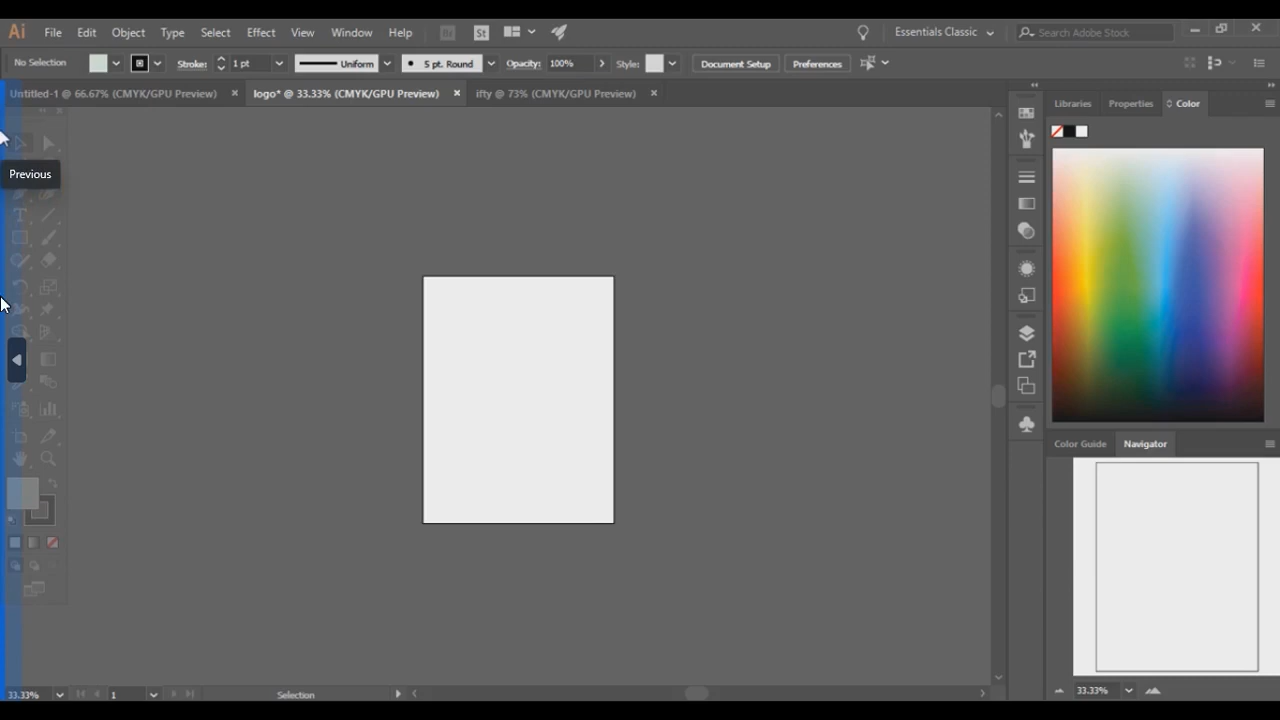 Ai File Edit Object Type Select Effect View Window Help Br St Essentials Classic Search Adobe Stock
No Selection Stroke: 1 pt Uniform 5 pt. Round Opacity: 100% Style: Document Setup Preferences
Untitled-1 @ 66.67% (CMYK/GPU Preview) × logo* @ 33.33% (CMYK/GPU Preview) × ifty @ 73% (CMYK/GPU Preview) ×
Libraries Properties Color
Previous
T
Color Guide Navigator
33.33% 1 Selection 33.33%